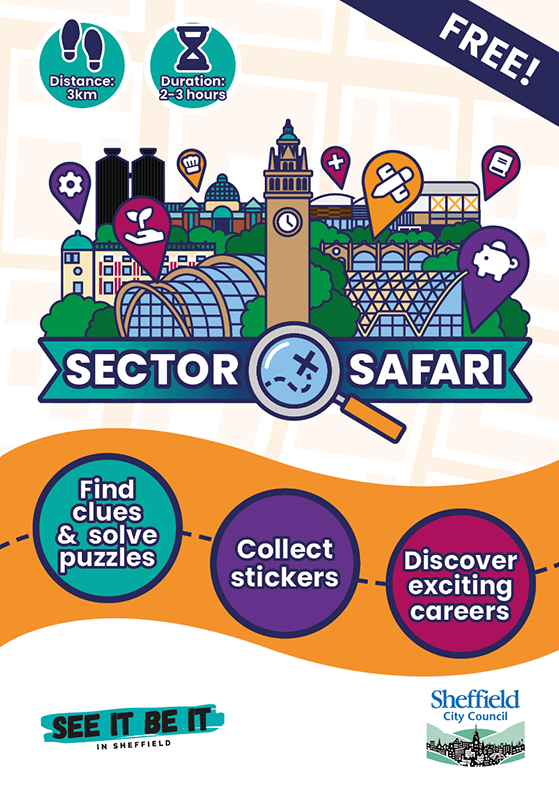 FREE!
Distance:
3km
Duration:
2-3 hours
SECTOR SAFARI
Find
clues
& solve
puzzles
Collect
stickers
Discover
exciting
careers
SEE IT BE IT
IN SHEFFIELD
Sheffield
City Council